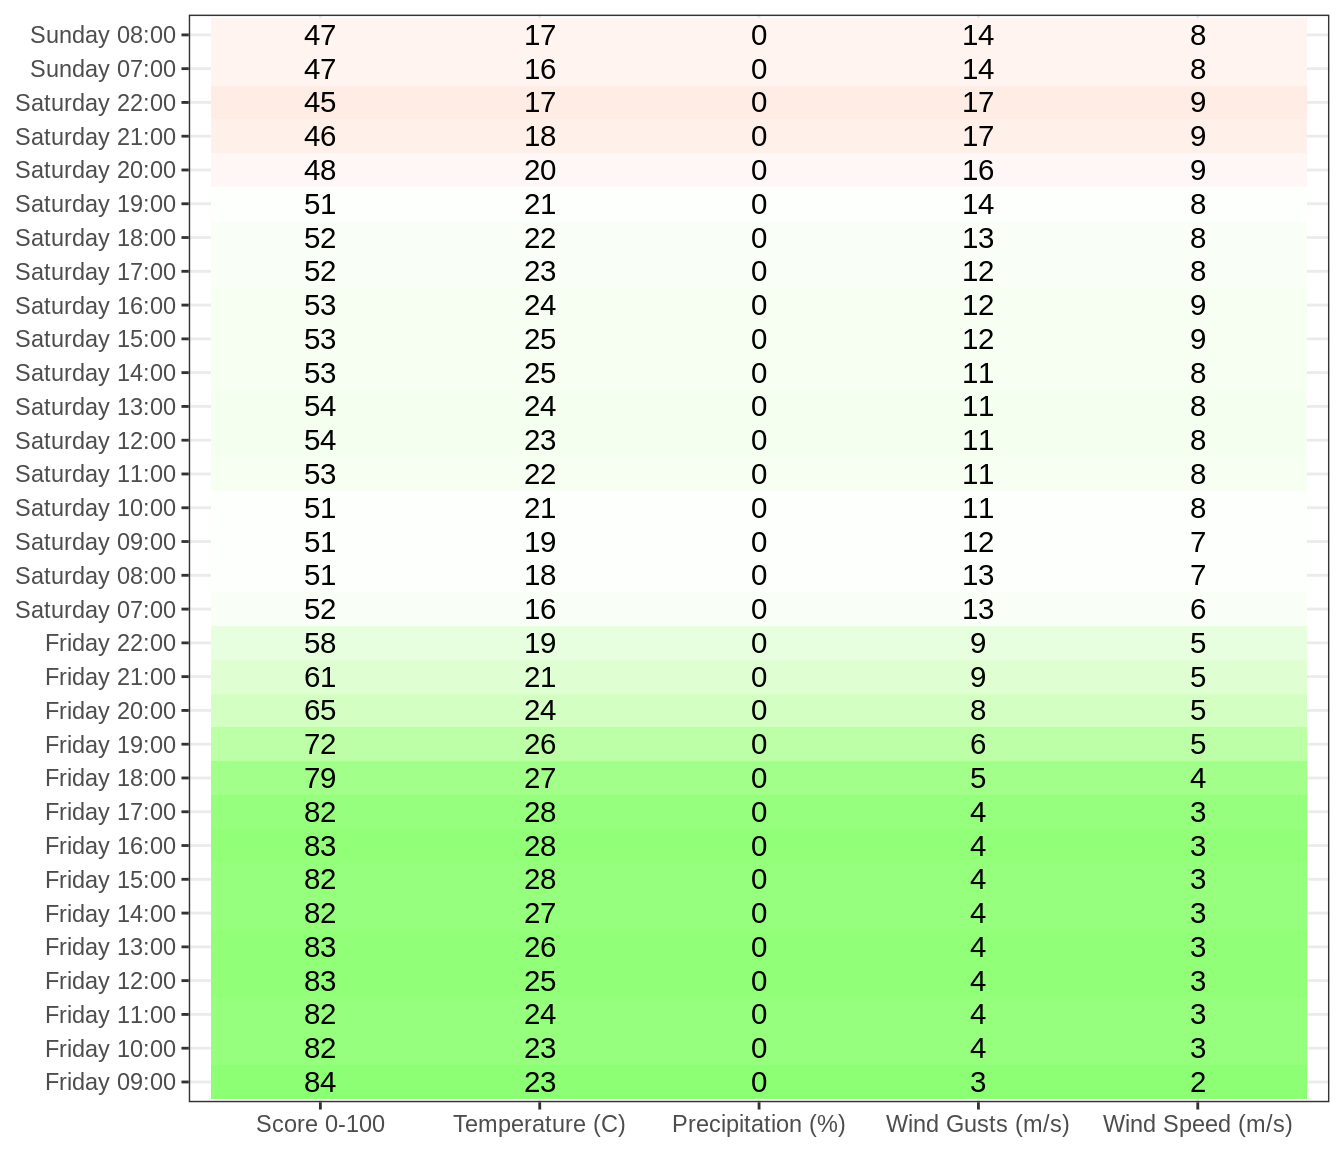 Sunday 08:00 47 17 0 14 8
Sunday 07:00 47 16 0 14 8
Saturday 22:00 45 17 0 17 9
Saturday 21:00 46 18 0 17 9
Saturday 20:00 48 20 0 16 9
Saturday 19:00 51 21 0 14 8
Saturday 18:00 52 22 0 13 8
Saturday 17:00 52 23 0 12 8
Saturday 16:00 53 24 0 12 9
Saturday 15:00 53 25 0 12 9
Saturday 14:00 53 25 0 11 8
Saturday 13:00 54 24 0 11 8
Saturday 12:00 54 23 0 11 8
Saturday 11:00 53 22 0 11 8
Saturday 10:00 51 21 0 11 8
Saturday 09:00 51 19 0 12 7
Saturday 08:00 51 18 0 13 7
Saturday 07:00 52 16 0 13 6
Friday 22:00 58 19 0 9 5
Friday 21:00 61 21 0 9 5
Friday 20:00 65 24 0 8 5
Friday 19:00 72 26 0 6 5
Friday 18:00 79 27 0 5 4
Friday 17:00 82 28 0 4 3
Friday 16:00 83 28 0 4 3
Friday 15:00 82 28 0 4 3
Friday 14:00 82 27 0 4 3
Friday 13:00 83 26 0 4 3
Friday 12:00 83 25 0 4 3
Friday 11:00 82 24 0 4 3
Friday 10:00 82 23 0 4 3
Friday 09:00 84 23 0 3 2
Score 0-100 Temperature (C) Precipitation (%) Wind Gusts (m/s) Wind Speed (m/s)